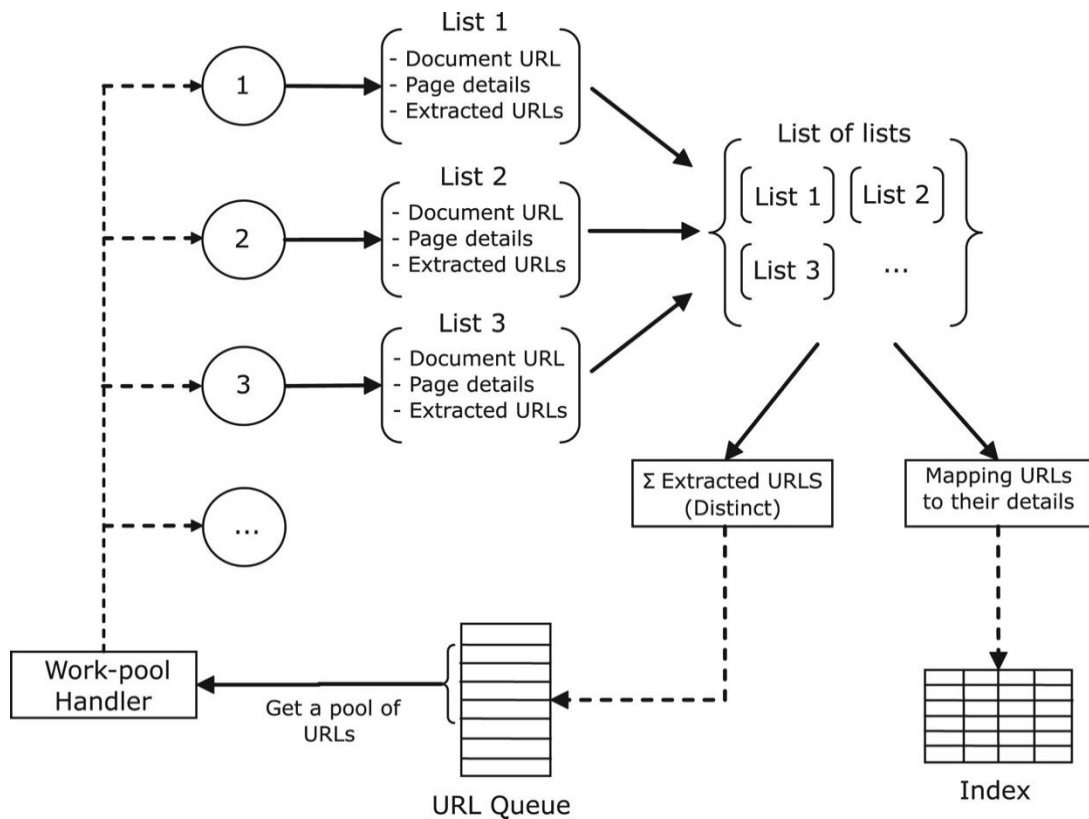 List 1
1
- Document URL
- Page details
- Extracted URLs
List of lists
List 1
List 2
List 3
...
List 2
2
- Document URL
- Page details
- Extracted URLs
List 3
3
- Document URL
- Page details
- Extracted URLs
...
Σ Extracted URLS
(Distinct)
Mapping URLs
to their details
Work-pool
Handler
Get a pool of
URLs
URL Queue
Index